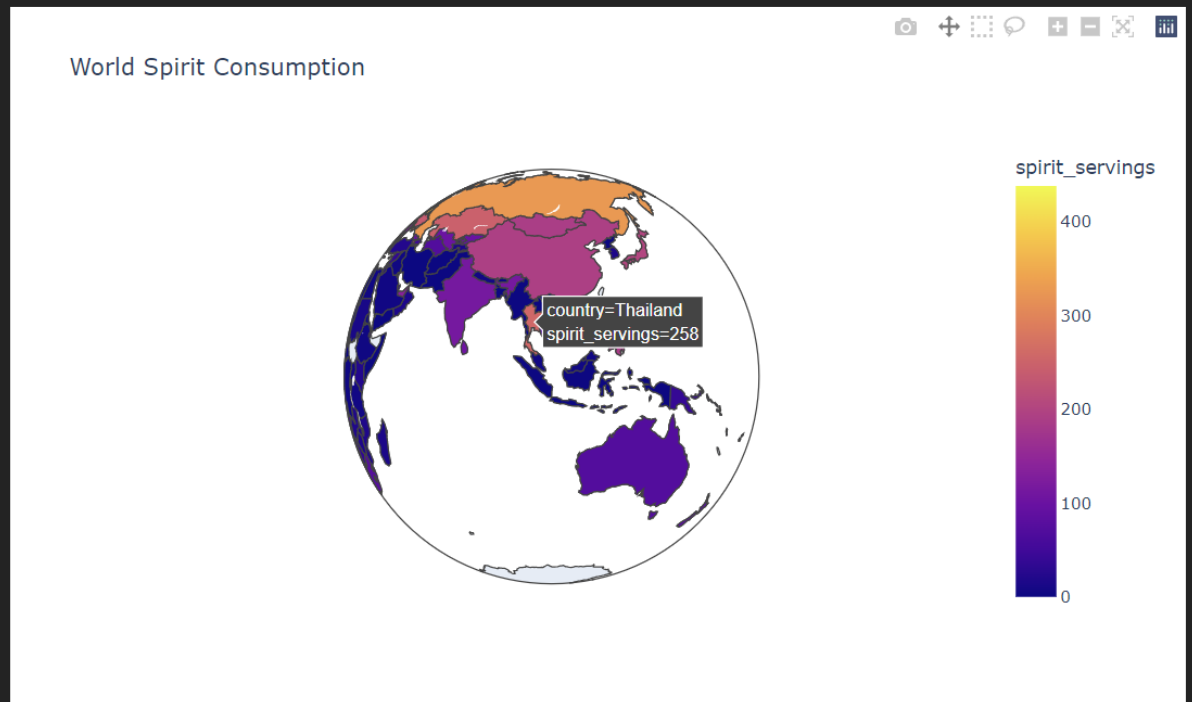 World Spirit Consumption
spirit_servings
400
300
200
100
0
country=Thailand
spirit_servings=258